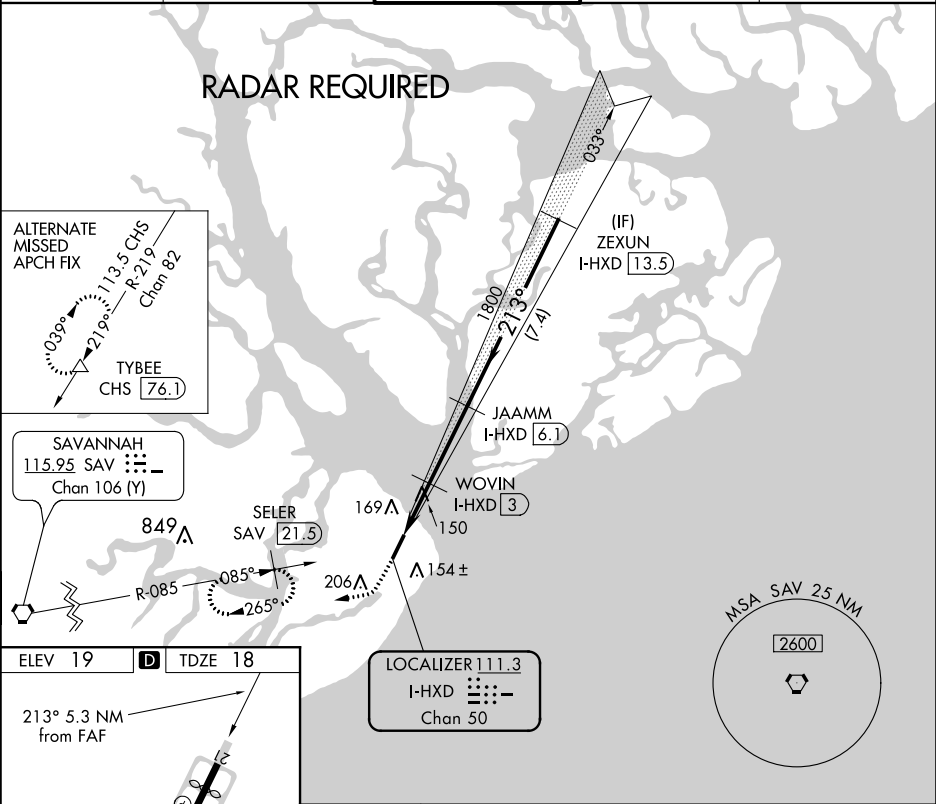 RADAR REQUIRED
033°
(IF)
ZEXUN
I-HXD 13.5
ALTERNATE
MISSED
APCH FIX
113.5 CHS
R-219
Chan 82
039°
219°
TYBEE
CHS 76.1
1800
213°
(7.4)
JAAMM
I-HXD 6.1
SAVANNAH
115.95 SAV
Chan 106 (Y)
WOVIN
I-HXD 3
169
150
849
SELER
SAV 21.5
R-085
085°
265°
206
154 ±
MSA SAV 25 NM
2600
LOCALIZER 111.3
I-HXD
Chan 50
ELEV 19 D TDZE 18
213° 5.3 NM
from FAF
21